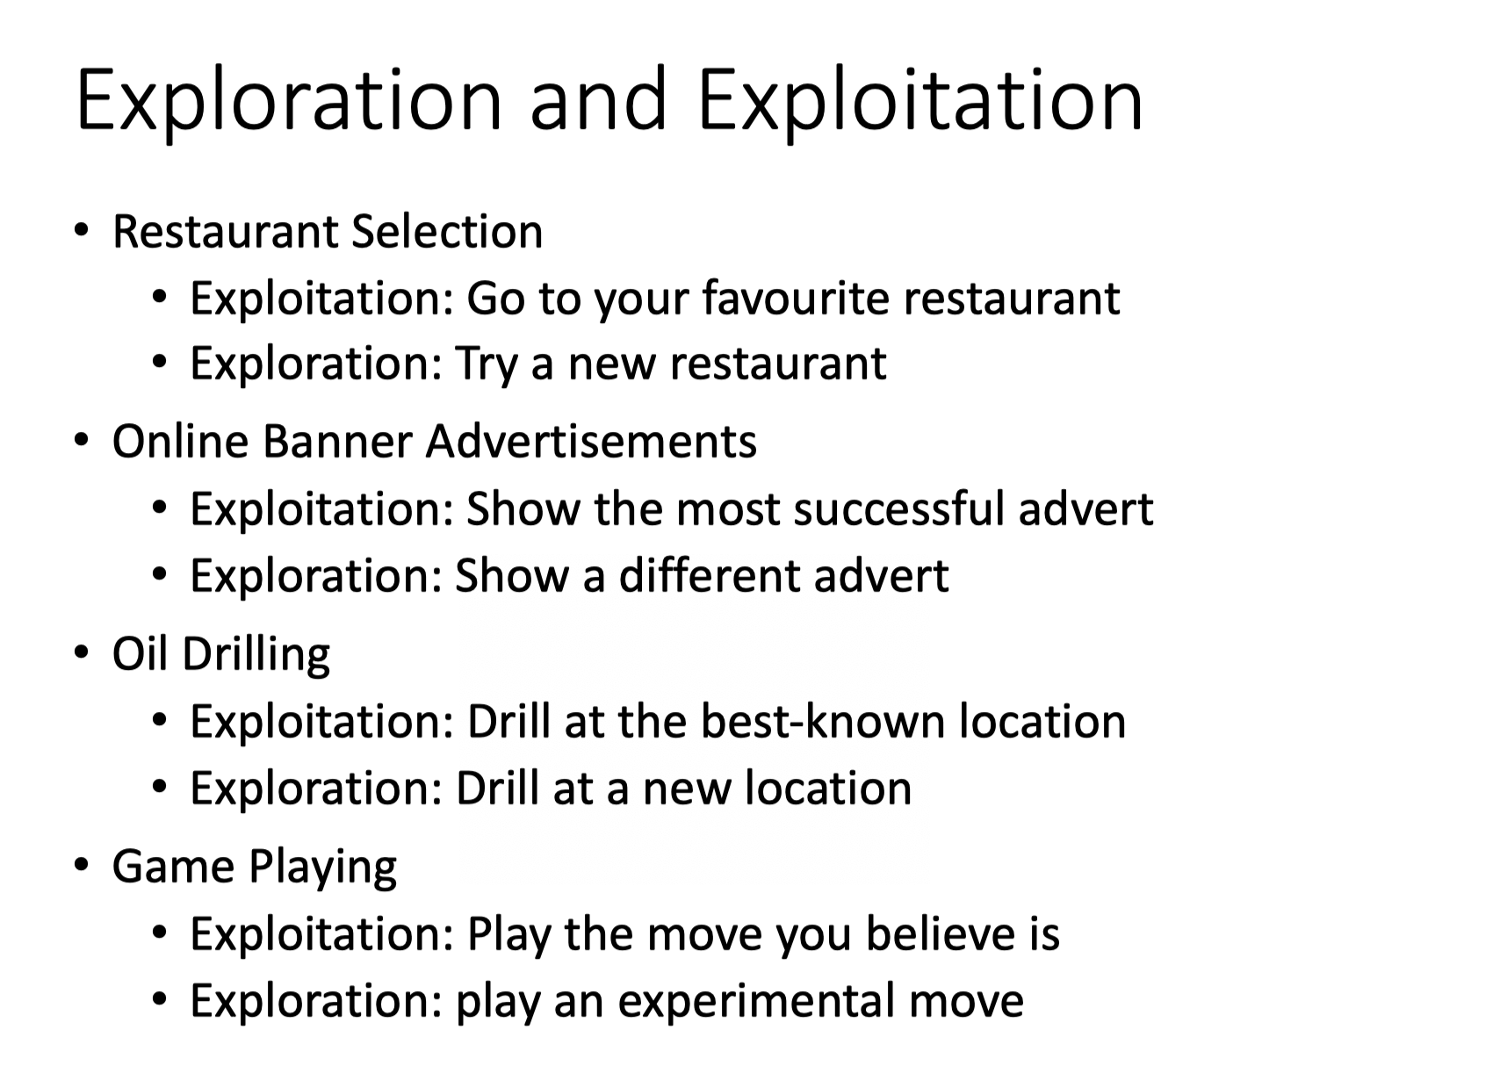 Exploration and Exploitation
• Restaurant Selection
• Exploitation: Go to your favourite restaurant
• Exploration: Try a new restaurant
• Online Banner Advertisements
• Exploitation: Show the most successful advert
• Exploration: Show a different advert
• Oil Drilling
• Exploitation: Drill at the best-known location
• Exploration: Drill at a new location
• Game Playing
• Exploitation: Play the move you believe is
• Exploration: play an experimental move